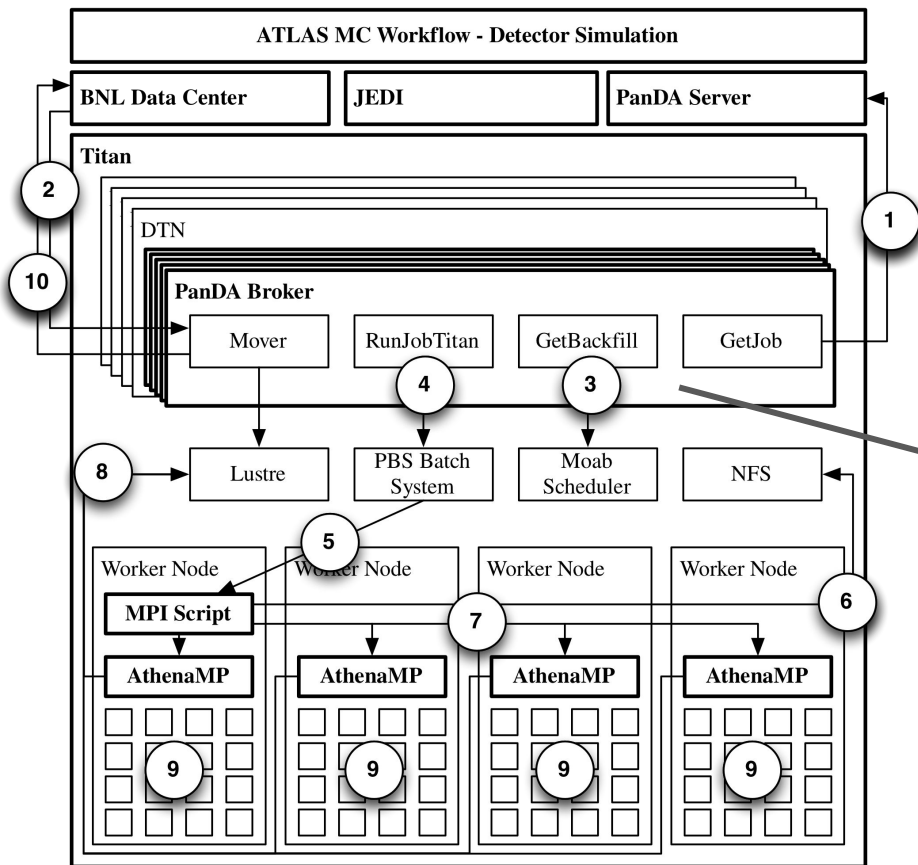 ATLAS MC Workflow - Detector Simulation
BNL Data Center
JEDI
PanDA Server
Titan
2
1
DTN
10
PanDA Broker
Mover
RunJobTitan
GetBackfill
GetJob
4
3
8
Lustre
PBS Batch
System
Moab
Scheduler
NFS
5
Worker Node
Worker Node
Worker Node
Worker Node
MPI Script
7
6
AthenaMP
AthenaMP
AthenaMP
AthenaMP
9
9
9
9